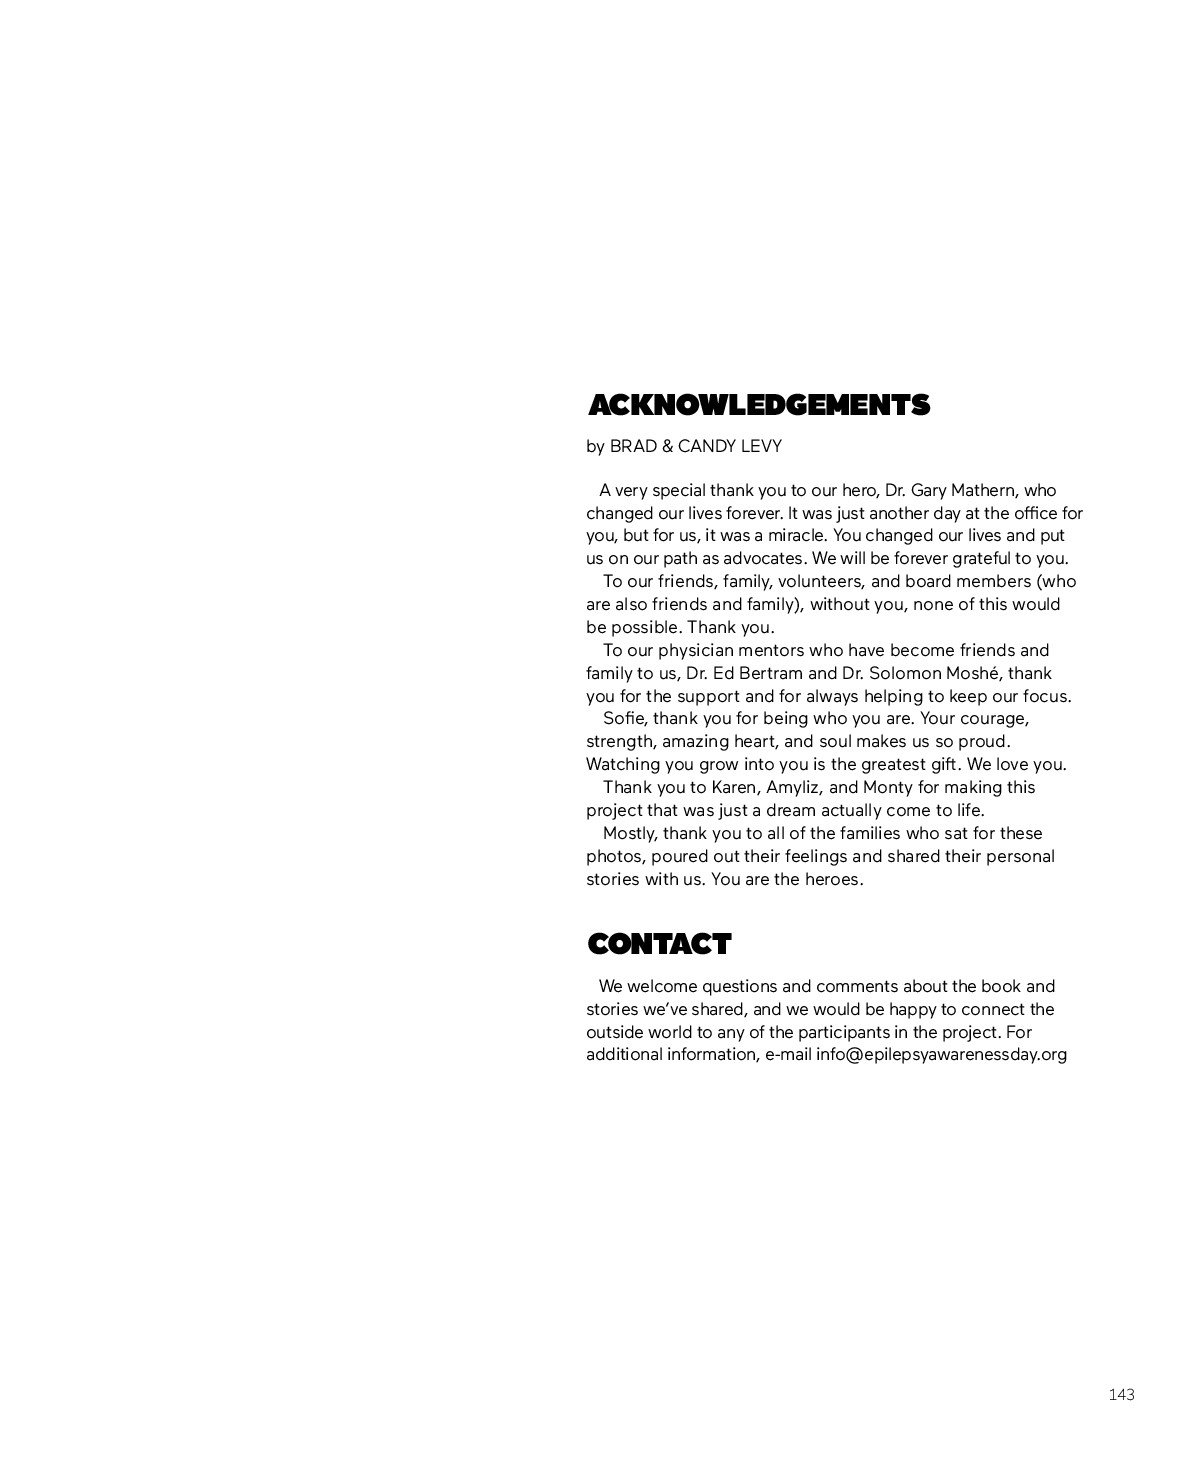 ACKNOWLEDGEMENTS
by BRAD & CANDY LEVY
A very special thank you to our hero, Dr. Gary Mathern, who
changed our lives forever. It was just another day at the office for
you, but for us, it was a miracle. You changed our lives and put
us on our path as advocates. We will be forever grateful to you.
To our friends, family, volunteers, and board members (who
are also friends and family), without you, none of this would
be possible. Thank you.
To our physician mentors who have become friends and
family to us, Dr. Ed Bertram and Dr. Solomon Moshé, thank
you for the support and for always helping to keep our focus.
Sofie, thank you for being who you are. Your courage,
strength, amazing heart, and soul makes us so proud.
Watching you grow into you is the greatest gift. We love you.
Thank you to Karen, Amyliz, and Monty for making this
project that was just a dream actually come to life.
Mostly, thank you to all of the families who sat for these
photos, poured out their feelings and shared their personal
stories with us. You are the heroes.
CONTACT
We welcome questions and comments about the book and
stories we’ve shared, and we would be happy to connect the
outside world to any of the participants in the project. For
additional information, e-mail info@epilepsyawarenessday.org
143